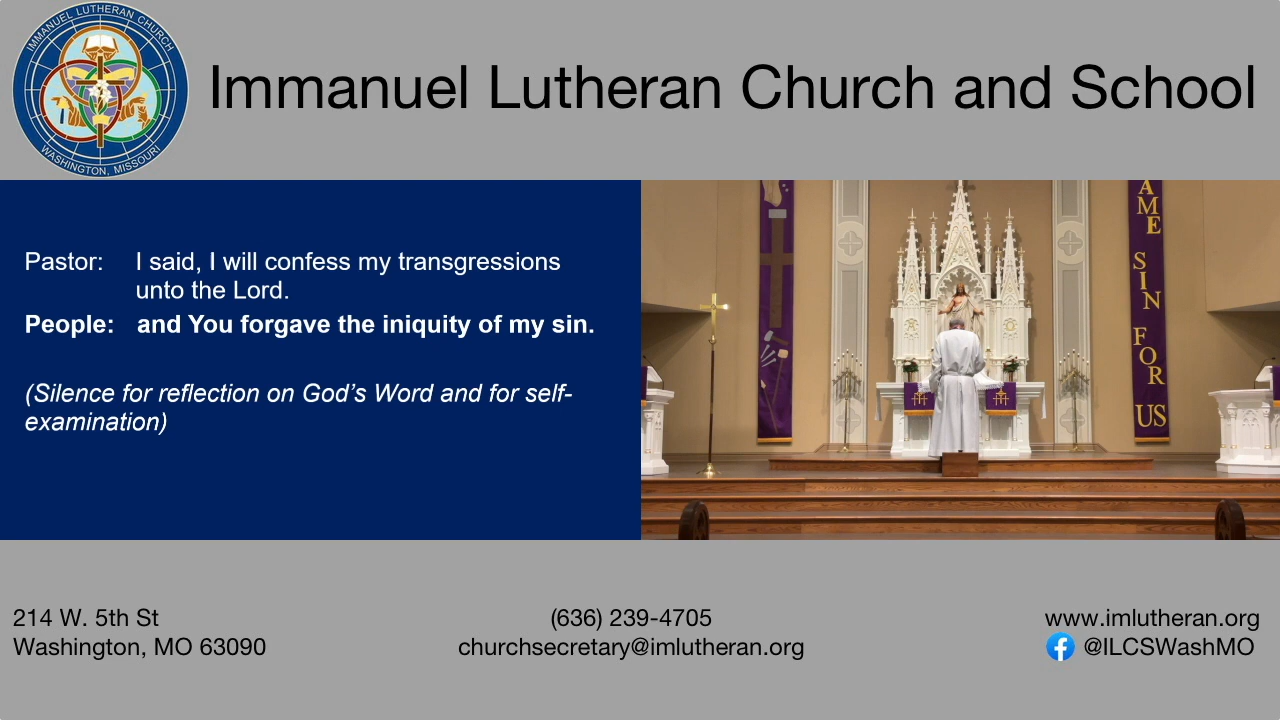 IMMANUEL LUTHERAN CHURCH
WASHINGTON, MISSOURI
Immanuel Lutheran Church and School
Pastor: I said, I will confess my transgressions
unto the Lord.
People: and You forgave the iniquity of my sin.
(Silence for reflection on God's Word and for self-
examination)
AME
SIN
FOR
US
214 W. 5th St
Washington, MO 63090
(636) 239-4705
churchsecretary@imlutheran.org
www.imlutheran.org
@ILCSWashMO